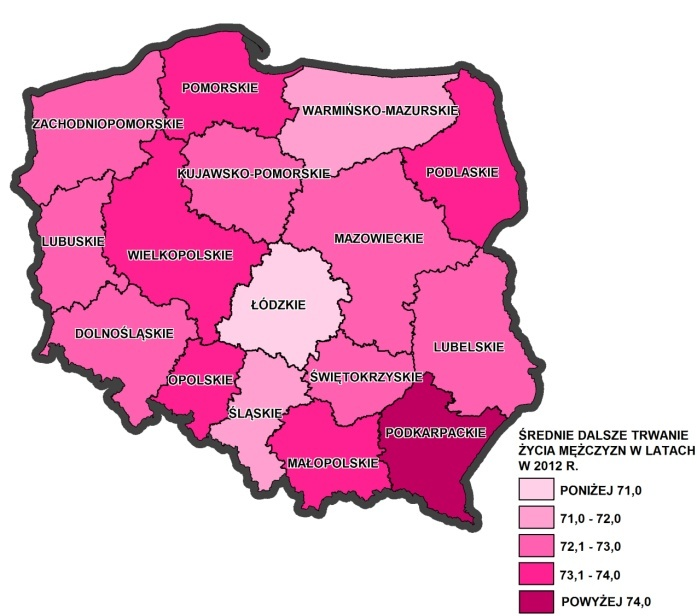 POMORSKIE
WARMIŃSKO-MAZURSKIE
ZACHODNIOPOMORSKIE
KUJAWSKO-POMORSKIE
PODLASKIE
LUBUSKIE
MAZOWIECKIE
WIELKOPOLSKIE
ŁÓDZKIE
DOLNOŚLĄSKIE
LUBELSKIE
OPOLSKIE
ŚWIĘTOKRZYSKIE
ŚLĄSKIE
PODKARPACKIE
MAŁOPOLSKIE
ŚREDNIE DALSZE TRWANIE
ŻYCIA MĘŻCZYZN W LATACH
W 2012 R.
PONIŻEJ 71,0
71,0 - 72,0
72,1 - 73,0
73,1 - 74,0
POWYŻEJ 74,0